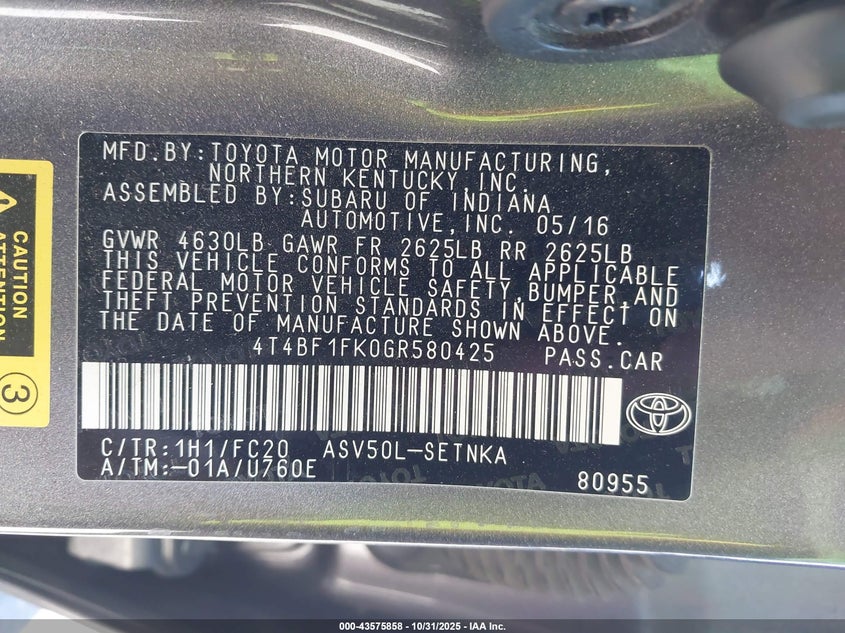 MFD.BY:TOYOTA MOTOR MANUFACTURING,
NORTHERN KENTUCKY,INC.
ASSEMBLED BY:SUBARU OF INDIANA
AUTOMOTIVE,INC. 05/16
GVWR 4630LB GAWR FR 2625LB RR 2625LB
THIS VEHICLE CONFORMS TO ALL APPLICABLE
FEDERAL MOTOR VEHICLE SAFETY,BUMPER,AND
THEFT PREVENTION STANDARDS IN EFFECT ON
THE DATE OF MANUFACTURE SHOWN ABOVE.
4T4BF1FK0GR580425 PASS.CAR
C/TR:1H1/FC20 ASV50L-SETNKA
A/TM:-01A/U760E
80955
CAUTION
ATTENTION
3
000-43575858 - 10/31/2025 - IAA Inc.